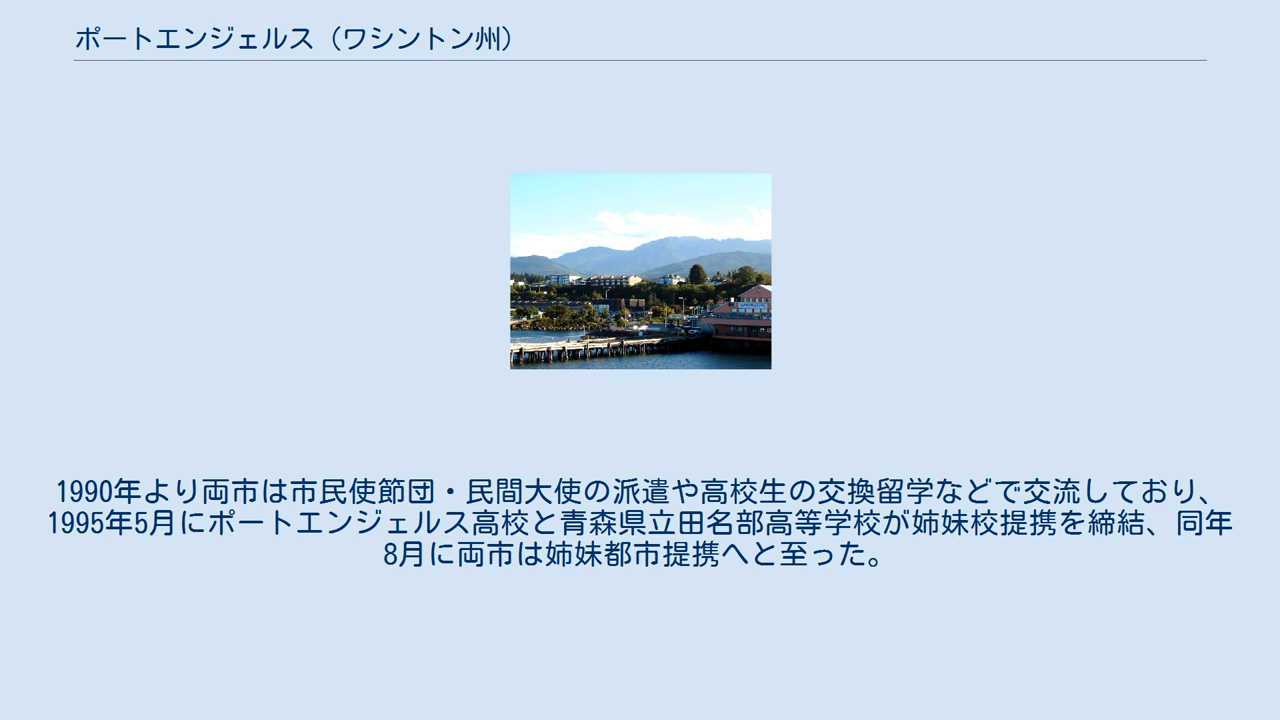 ポートエンジェルス（ワシントン州）
1990年より両市は市民使節団・民間大使の派遣や高校生の交換留学などで交流しており、
1995年5月にポートエンジェルス高校と青森県立田名部高等学校が姉妹校提携を締結、同年
8月に両市は姉妹都市提携へと至った。